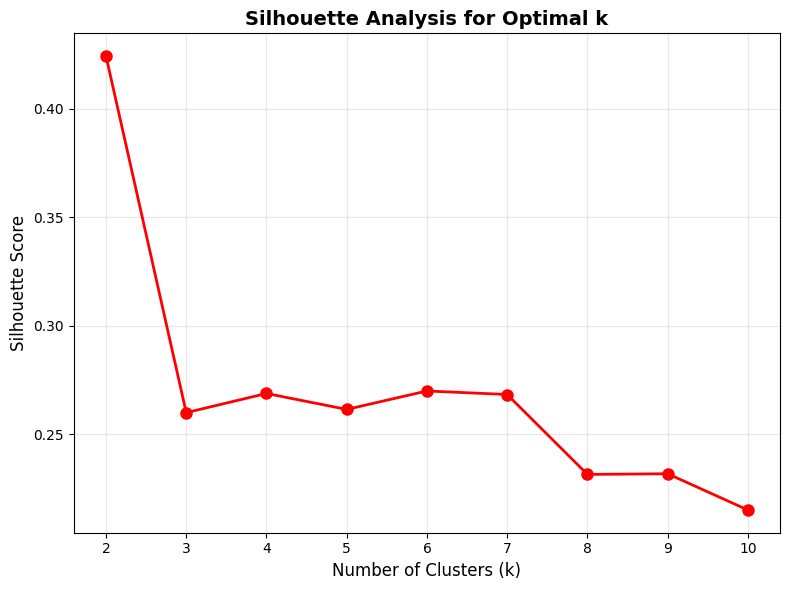 Silhouette Analysis for Optimal k
Silhouette Score
0.40
0.35
0.30
0.25
2 3 4 5 6 7 8 9 10
Number of Clusters (k)